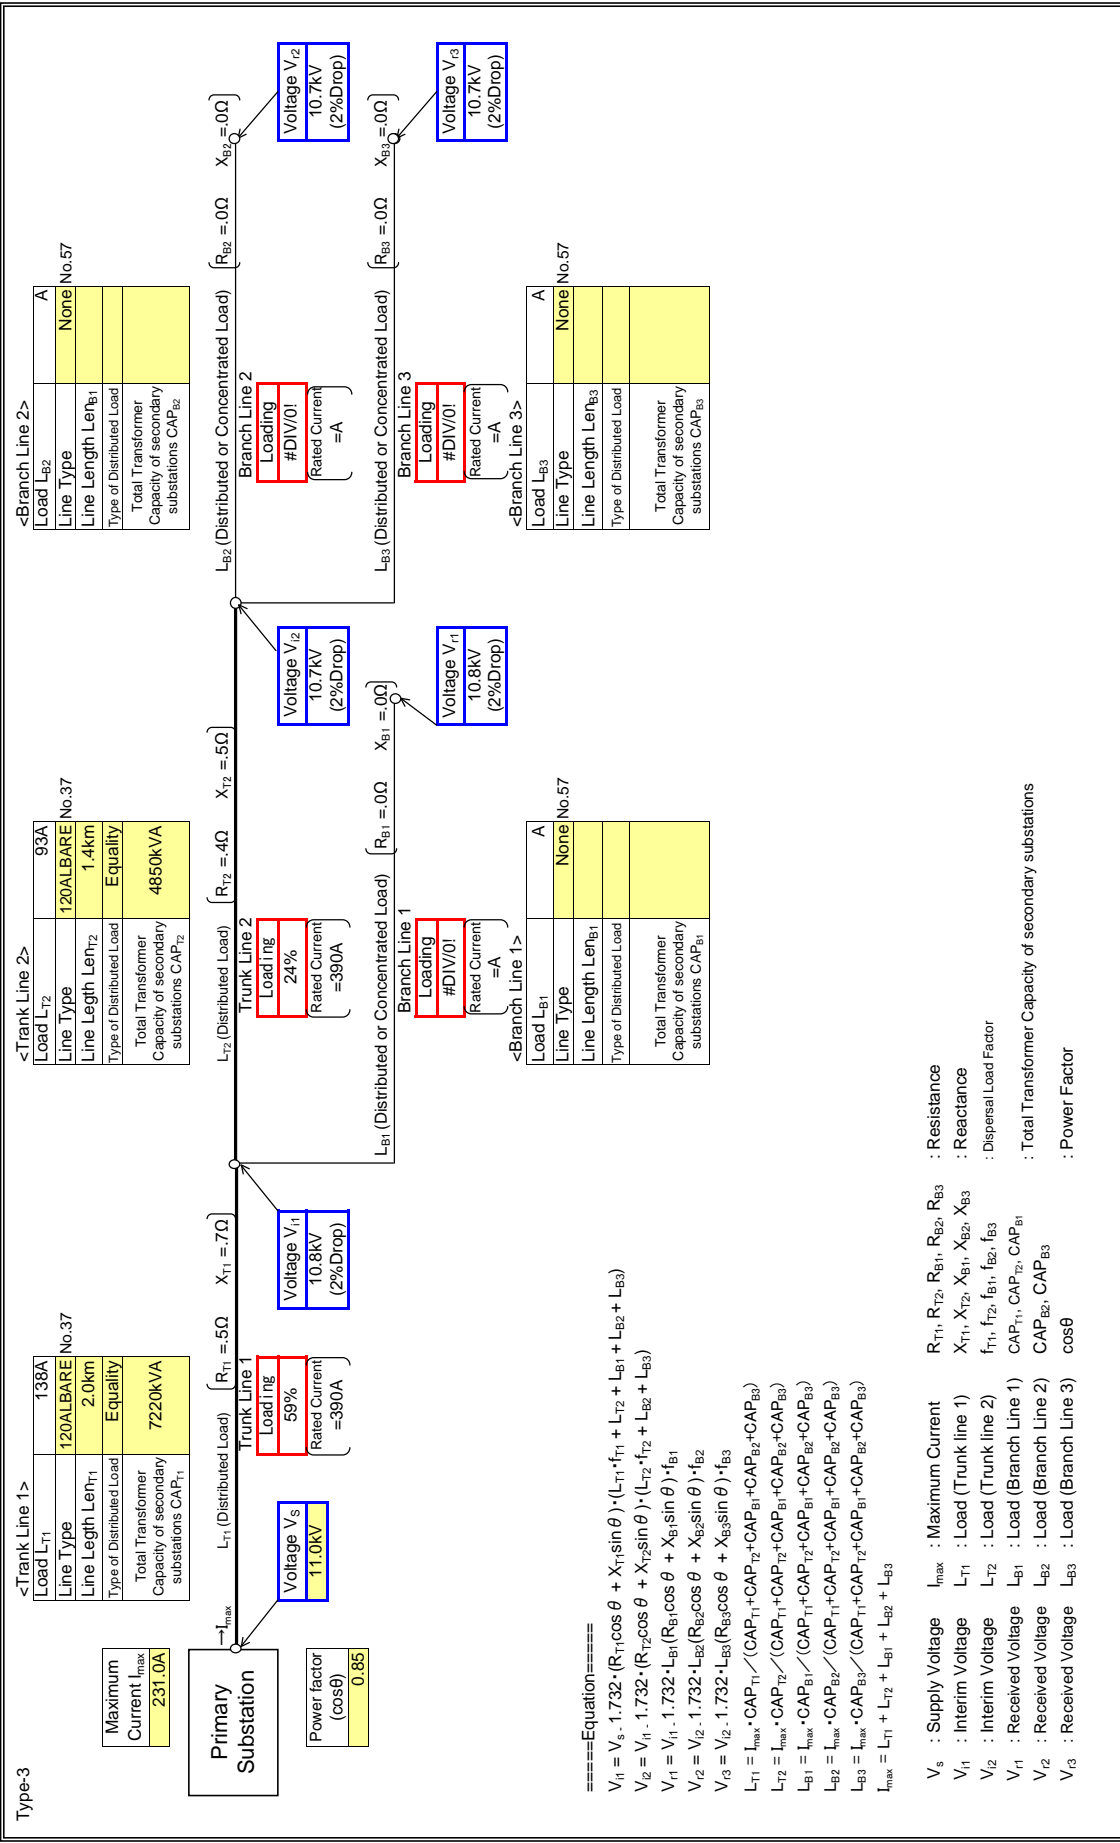 Type-3
Maximum
Current Imax
231.0A
<Trank Line 1>
Load LT1 138A
Line Type 120ALBARE No.37
Line Legth LenT1 2.0km
Type of Distributed Load Equality
Total Transformer
Capacity of secondary
substations CAPT1
7220kVA
<Trank Line 2>
Load LT2 93A
Line Type 120ALBARE No.37
Line Legth LenT2 1.4km
Type of Distributed Load Equality
Total Transformer
Capacity of secondary
substations CAPT2
4850kVA
<Branch Line 2>
Load LB2 A
Line Type None No.57
Line Length LenB1
Type of Distributed Load
Total Transformer
Capacity of secondary
substations CAPB2
Primary
Substation
→Imax
LT1 (Distributed Load) RT1 =.5Ω XT1 =.7Ω
LT2 (Distributed Load) RT2 =.4Ω XT2 =.5Ω
LB2 (Distributed or Concentrated Load) RB2 =.0Ω XB2 =.0Ω
Power factor
(cosθ)
0.85
Voltage Vs
11.0kV
Trunk Line 1
Loading
59%
Rated Current
=390A
Voltage Vi1
10.8kV
(2%Drop)
Trunk Line 2
Loading
24%
Rated Current
=390A
Voltage Vi2
10.7kV
(2%Drop)
Branch Line 2
Loading
#DIV/0!
Rated Current
=A
Voltage Vr2
10.7kV
(2%Drop)
LB1 (Distributed or Concentrated Load) RB1 =.0Ω XB1 =.0Ω
LB3 (Distributed or Concentrated Load) RB3 =.0Ω XB3 =.0Ω
Branch Line 1
Loading
#DIV/0!
Rated Current
=A
Voltage Vr1
10.8kV
(2%Drop)
Branch Line 3
Loading
#DIV/0!
Rated Current
=A
Voltage Vr3
10.7kV
(2%Drop)
<Branch Line 1>
Load LB1 A
Line Type None No.57
Line Length LenB1
Type of Distributed Load
Total Transformer
Capacity of secondary
substations CAPB1
<Branch Line 3>
Load LB3 A
Line Type None No.57
Line Length LenB3
Type of Distributed Load
Total Transformer
Capacity of secondary
substations CAPB3
=====Equation=====
Vi1 = Vs - 1.732・(RT1cos θ + XT1sin θ)・(LT1・fT1 + LT2 + LB1 + LB2 + LB3)
Vi2 = Vi1 - 1.732・(RT2cos θ + XT2sin θ)・(LT2・fT2 + LB2 + LB3)
Vr1 = Vi1 - 1.732・LB1(RB1cos θ + XB1sin θ)・fB1
Vr2 = Vi2 - 1.732・LB2(RB2cos θ + XB2sin θ)・fB2
Vr3 = Vi2 - 1.732・LB3(RB3cos θ + XB3sin θ)・fB3
LT1 = Imax・CAPT1／(CAPT1+CAPT2+CAPB1+CAPB2+CAPB3)
LT2 = Imax・CAPT2／(CAPT1+CAPT2+CAPB1+CAPB2+CAPB3)
LB1 = Imax・CAPB1／(CAPT1+CAPT2+CAPB1+CAPB2+CAPB3)
LB2 = Imax・CAPB2／(CAPT1+CAPT2+CAPB1+CAPB2+CAPB3)
LB3 = Imax・CAPB3／(CAPT1+CAPT2+CAPB1+CAPB2+CAPB3)
Imax = LT1 + LT2 + LB1 + LB2 + LB3
Vs : Supply Voltage Imax : Maximum Current RT1, RT2, RB1, RB2, RB3 : Resistance
Vi1 : Interim Voltage LT1 : Load (Trunk line 1) XT1, XT2, XB1, XB2, XB3 : Reactance
Vi2 : Interim Voltage LT2 : Load (Trunk line 2) fT1, fT2, fB1, fB2, fB3 : Dispersal Load Factor
Vr1 : Received Voltage LB1 : Load (Branch Line 1) CAPT1, CAPT2, CAPB1
Vr2 : Received Voltage LB2 : Load (Branch Line 2) CAPB2, CAPB3 : Total Transformer Capacity of secondary substations
Vr3 : Received Voltage LB3 : Load (Branch Line 3) cosθ : Power Factor